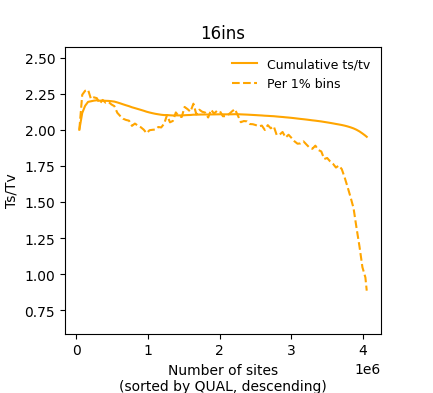 16ins
2.50
2.25
2.00
1.75
1.50
1.25
1.00
0.75
Ts/Tv
Cumulative ts/tv
Per 1% bins
0 1 2 3 4
1e6
Number of sites
(sorted by QUAL, descending)